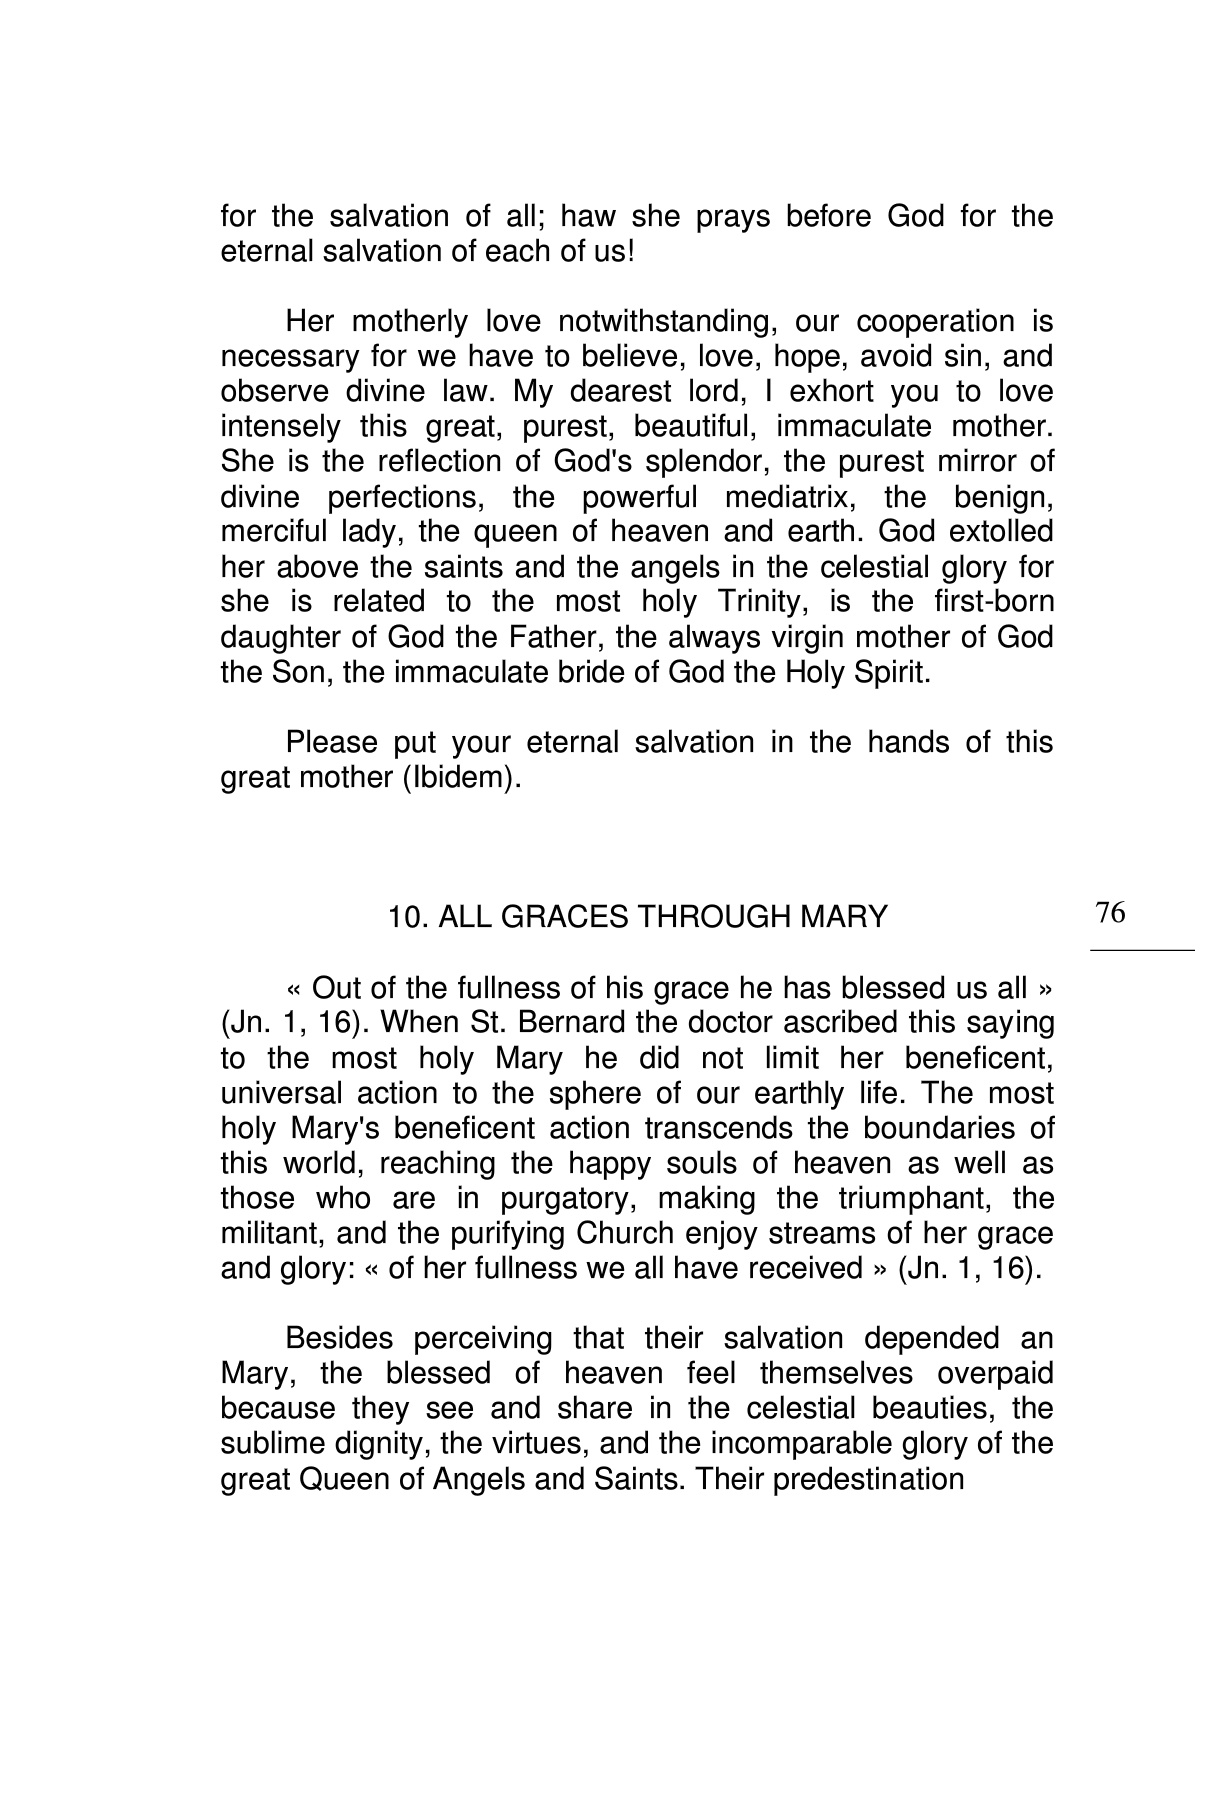 for the salvation of all; haw she prays before God for the
eternal salvation of each of us!
Her motherly love notwithstanding, our cooperation is
necessary for we have to believe, love, hope, avoid sin, and
observe divine law. My dearest lord, I exhort you to love
intensely this great, purest, beautiful, immaculate mother.
She is the reflection of God's splendor, the purest mirror of
divine perfections, the powerful mediatrix, the benign,
merciful lady, the queen of heaven and earth. God extolled
her above the saints and the angels in the celestial glory for
she is related to the most holy Trinity, is the first-born
daughter of God the Father, the always virgin mother of God
the Son, the immaculate bride of God the Holy Spirit.
Please put your eternal salvation in the hands of this
great mother (Ibidem).
10. ALL GRACES THROUGH MARY
76
« Out of the fullness of his grace he has blessed us all »
(Jn. 1, 16). When St. Bernard the doctor ascribed this saying
to the most holy Mary he did not limit her beneficent,
universal action to the sphere of our earthly life. The most
holy Mary's beneficent action transcends the boundaries of
this world, reaching the happy souls of heaven as well as
those who are in purgatory, making the triumphant, the
militant, and the purifying Church enjoy streams of her grace
and glory: « of her fullness we all have received » (Jn. 1, 16).
Besides perceiving that their salvation depended an
Mary, the blessed of heaven feel themselves overpaid
because they see and share in the celestial beauties, the
sublime dignity, the virtues, and the incomparable glory of the
great Queen of Angels and Saints. Their predestination